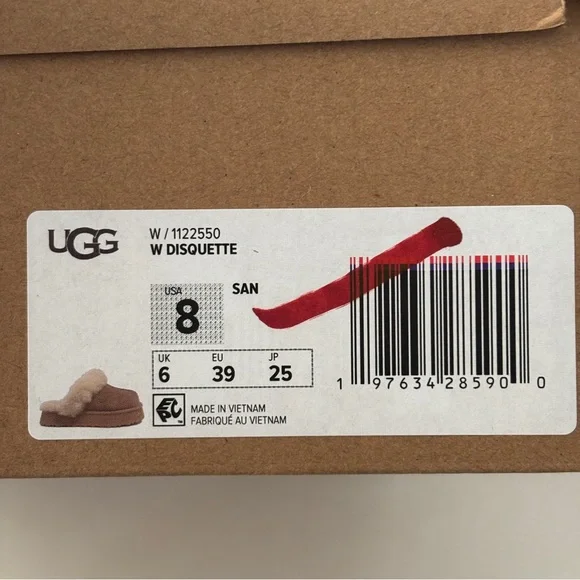 UGG
W / 1122550
W DISQUETTE
USA
8
SAN
UK EU JP
6 39 25
EPC
MADE IN VIETNAM
FABRIQUÉ AU VIETNAM
1 97634 28590 0